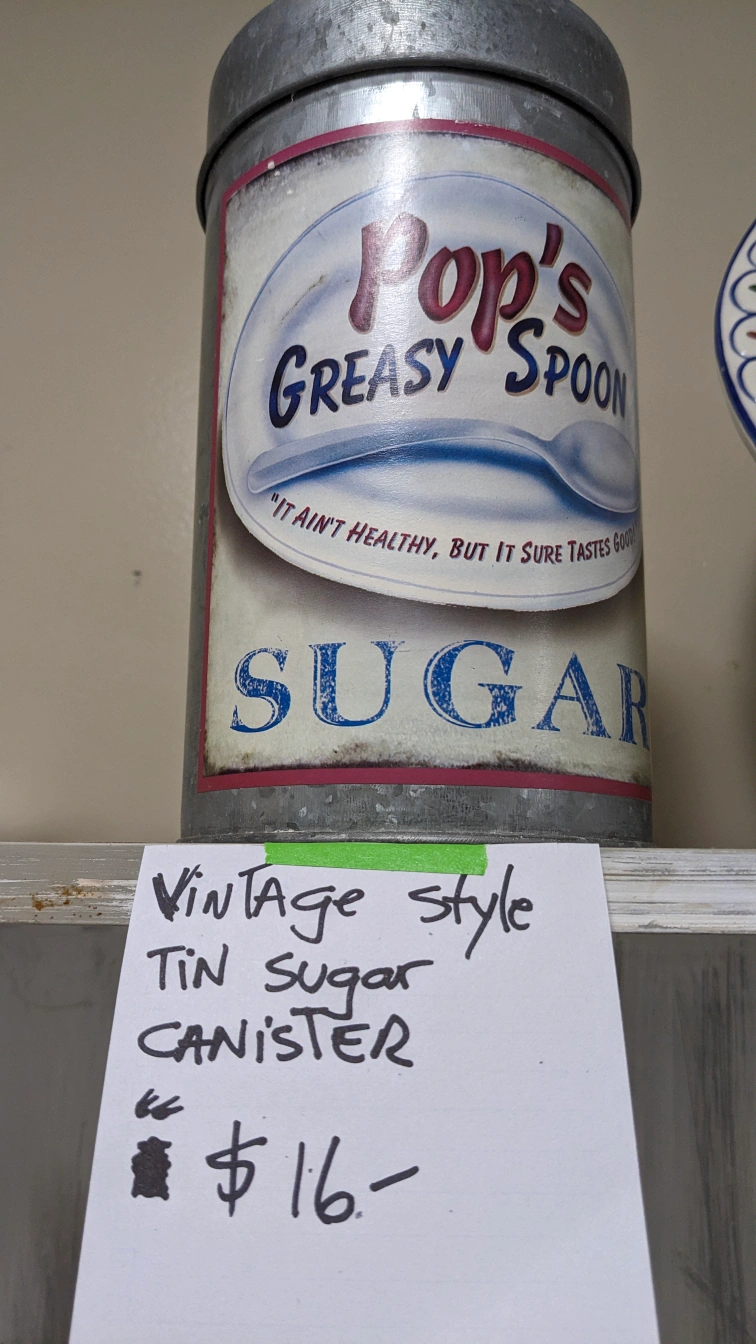 Pop's
GREASY SPOON
"IT AIN'T HEALTHY, BUT IT SURE TASTES GOOD!
SUGAR
VINTAge style
TiN sugar
CANiSTER
"
$16.-